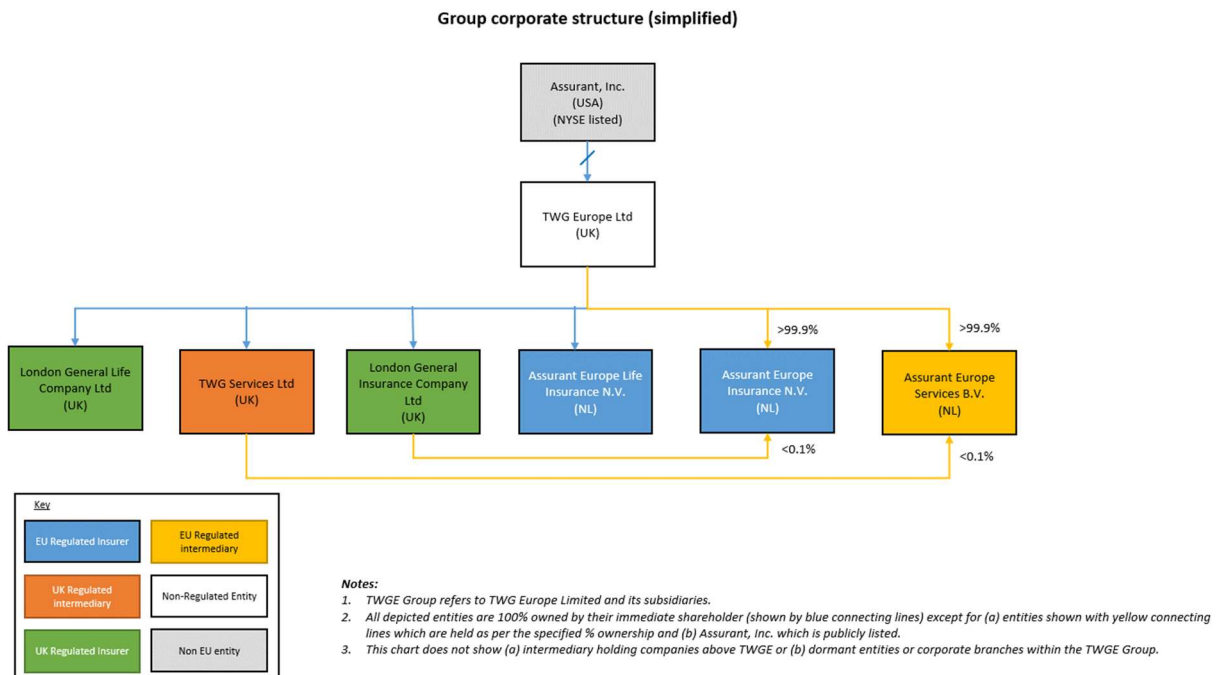 Group corporate structure (simplified)
Assurant, Inc.
(USA)
(NYSE listed)
TWG Europe Ltd
(UK)
>99.9%
>99.9%
London General Life
Company Ltd
(UK)
TWG Services Ltd
(UK)
London General
Insurance Company
Ltd
(UK)
Assurant Europe Life
Insurance N.V.
(NL)
Assurant Europe
Insurance N.V.
(NL)
Assurant Europe
Services B.V.
(NL)
<0.1%
<0.1%
Key
EU Regulated Insurer
EU Regulated
intermediary
UK Regulated
intermediary
Non-Regulated Entity
UK Regulated Insurer
Non EU entity
Notes:
1. TWGE Group refers to TWG Europe Limited and its subsidiaries.
2. All depicted entities are 100% owned by their immediate shareholder (shown by blue connecting lines) except for (a) entities shown with yellow connecting
lines which are held as per the specified % ownership and (b) Assurant, Inc. which is publicly listed.
3. This chart does not show (a) intermediary holding companies above TWGE or (b) dormant entities or corporate branches within the TWGE Group.